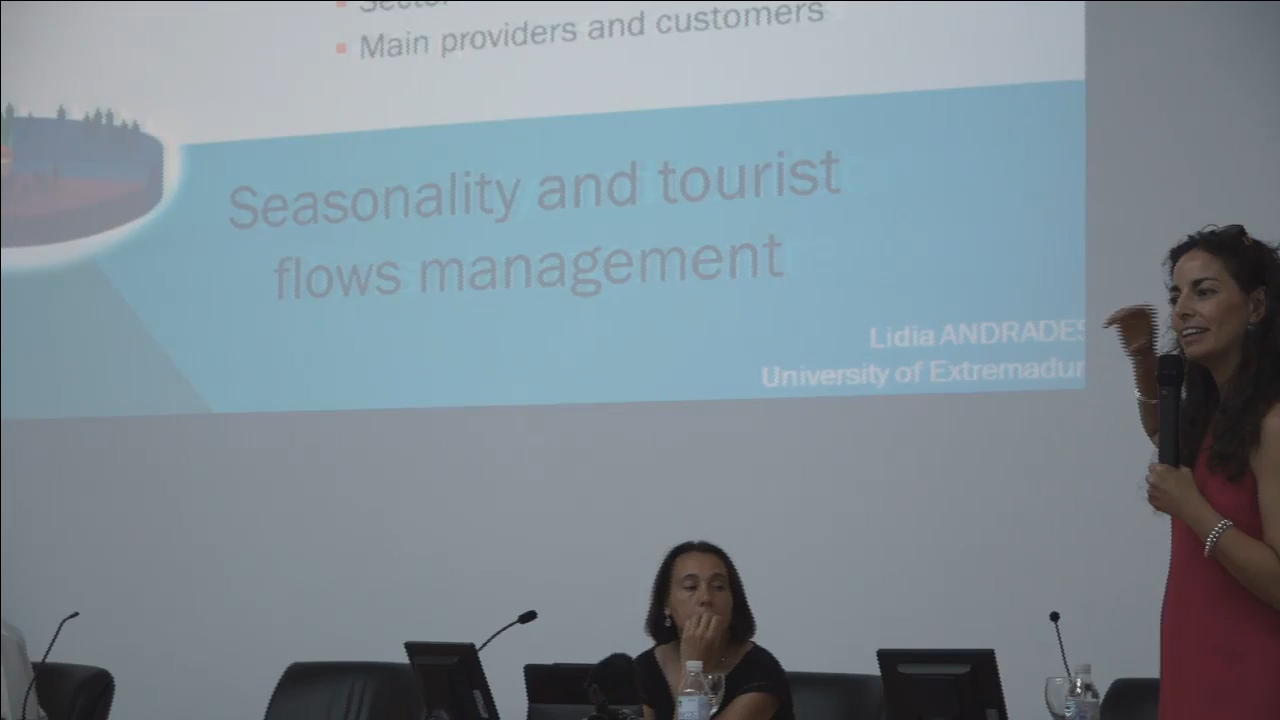 Main providers and customers
Seasonality and tourist
flows management
Lidia ANDRADES
University of Extremadur